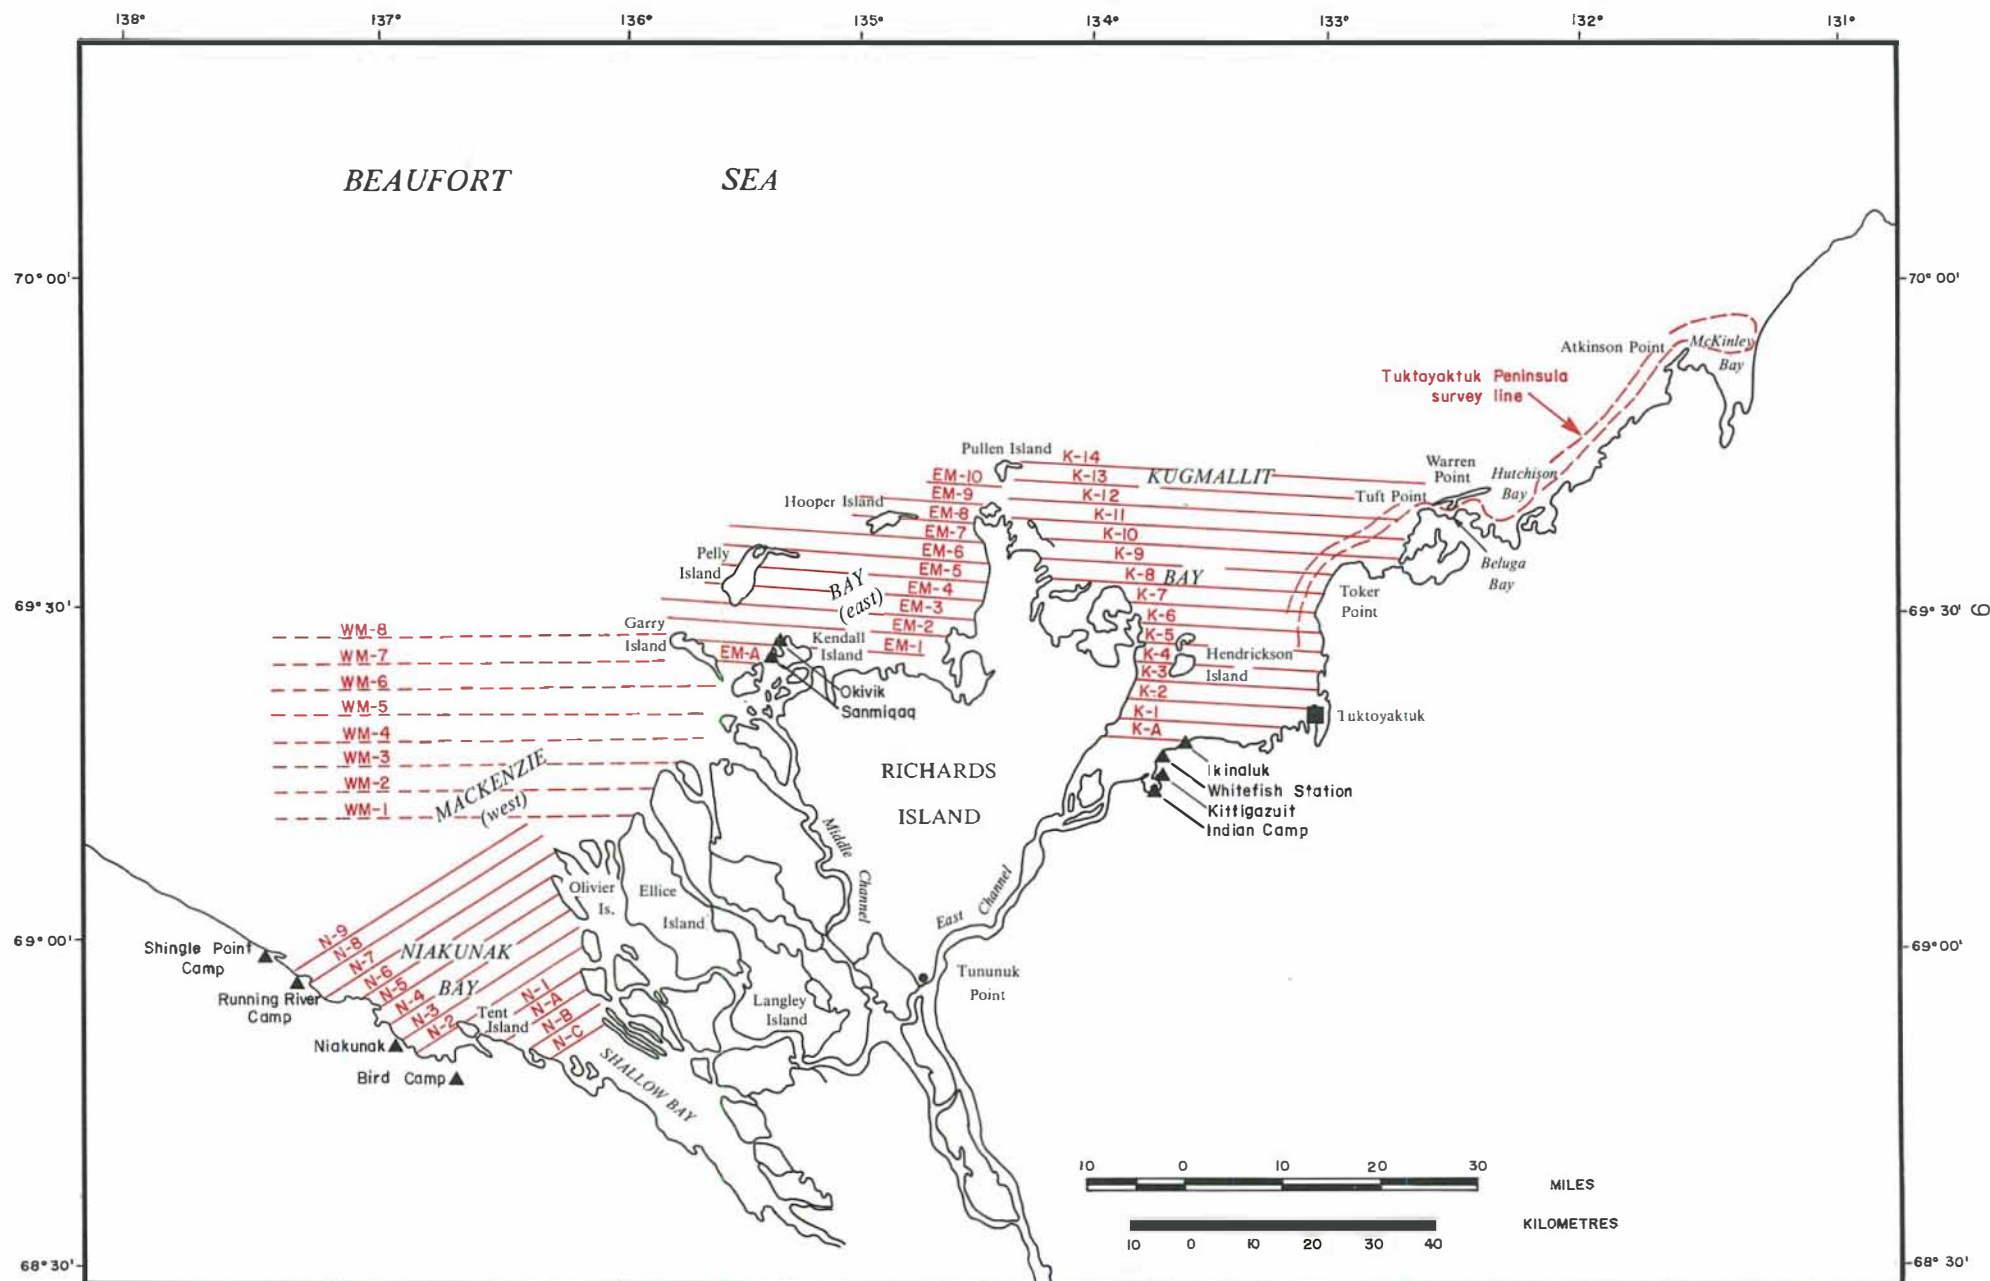 138° 137° 136° 135° 134° 133° 132° 131°
BEAUFORT SEA
70° 00' 70° 00'
Atkinson Point
McKinley
Bay
Tuktoyaktuk Peninsula
survey line
Pullen Island
Warren
Point
Hutchison
Bay
Tuft Point
Beluga
Bay
Toker
Point
KUGMALLIT
BAY
K-14
K-13
K-12
K-11
K-10
K-9
K-8
K-7
K-6
K-5
K-4
K-3
K-2
K-1
K-A
Hooper Island
Pelly
Island
EM-10
EM-9
EM-8
EM-7
EM-6
EM-5
EM-4
EM-3
EM-2
EM-1
EM-A
BAY
(east)
69° 30' 69° 30'
9
Garry
Island
Kendall
Island
Hendrickson
Island
Okivik
Sanmiqaq
Tuktoyaktuk
WM-8
WM-7
WM-6
WM-5
WM-4
WM-3
WM-2
WM-1
MACKENZIE
(west)
RICHARDS
ISLAND
Ikinaluk
Whitefish Station
Kittigazuit
Indian Camp
Middle
Channel
East Channel
Olivier
Is.
Ellice
Island
69° 00' 69° 00'
Shingle Point
Camp
Running River
Camp
Niakunak
Bird Camp
NIAKUNAK
BAY
N-9
N-8
N-7
N-6
N-5
N-4
N-3
N-2
N-1
N-A
N-B
N-C
Tent
Island
Langley
Island
Tununuk
Point
SHALLOW BAY
10 0 10 20 30
MILES
KILOMETRES
10 0 10 20 30 40
68° 30' 68° 30'